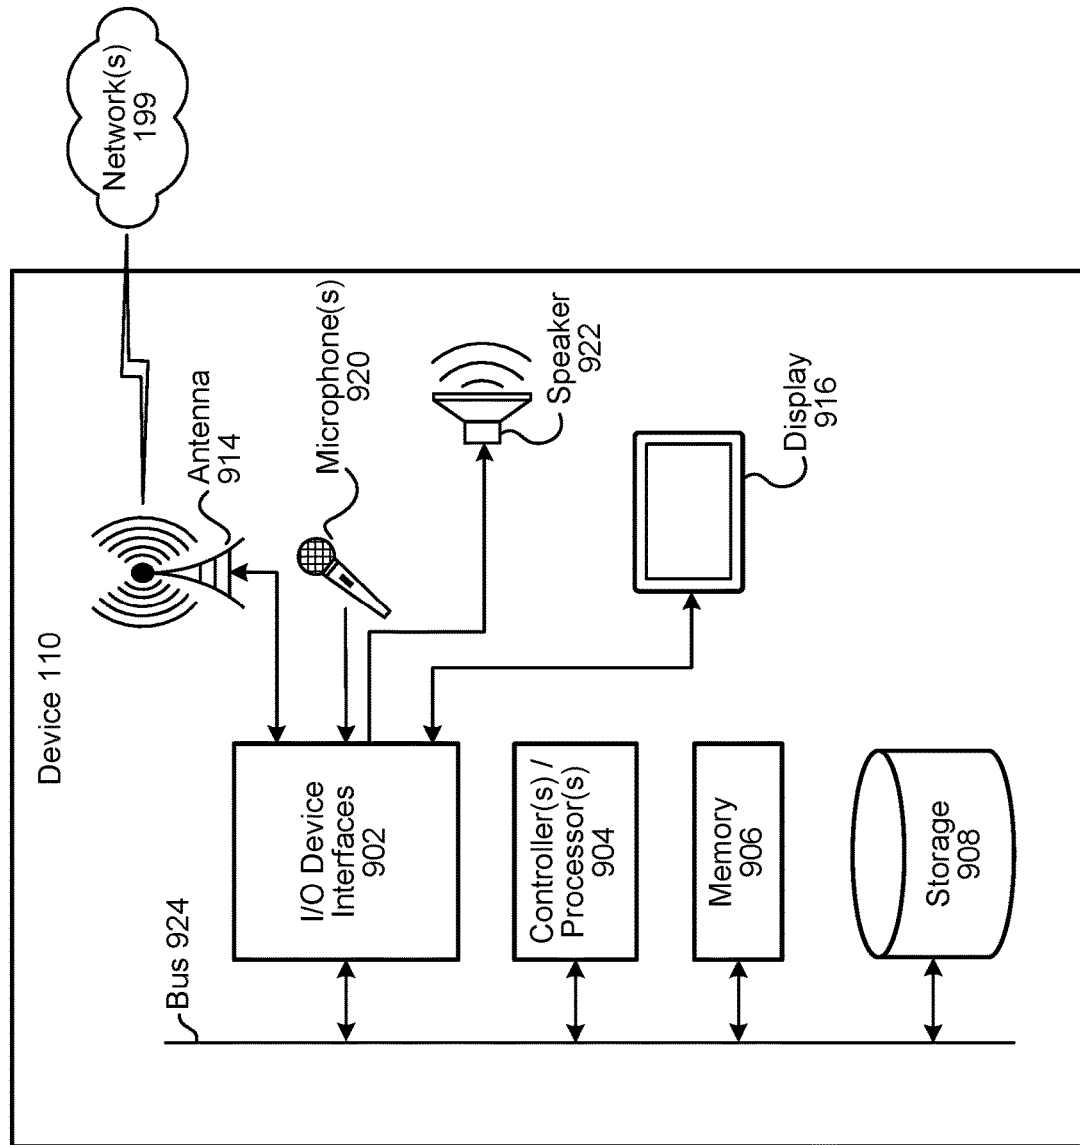 Device 110
Network(s)
199
Antenna
914
Microphone(s)
920
Speaker
922
Display
916
Bus 924
I/O Device
Interfaces
902
Controller(s) /
Processor(s)
904
Memory
906
Storage
908